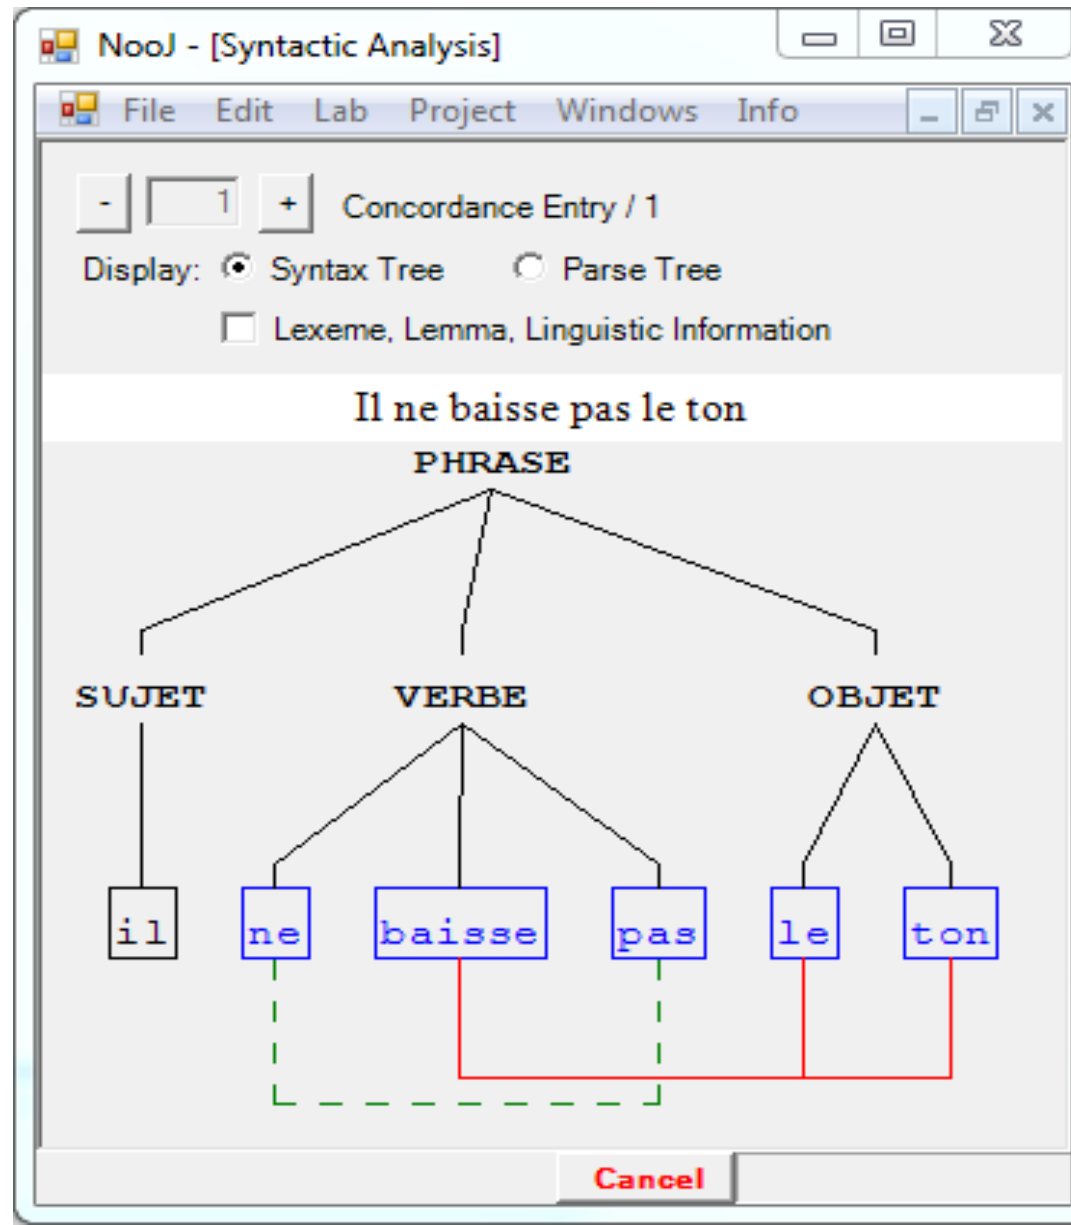 NooJ - [Syntactic Analysis]
File Edit Lab Project Windows Info
- 1 + Concordance Entry / 1
Display: Syntax Tree Parse Tree
Lexeme, Lemma, Linguistic Information
Il ne baisse pas le ton
PHRASE
SUJET VERBE OBJET
il ne baisse pas le ton
Cancel